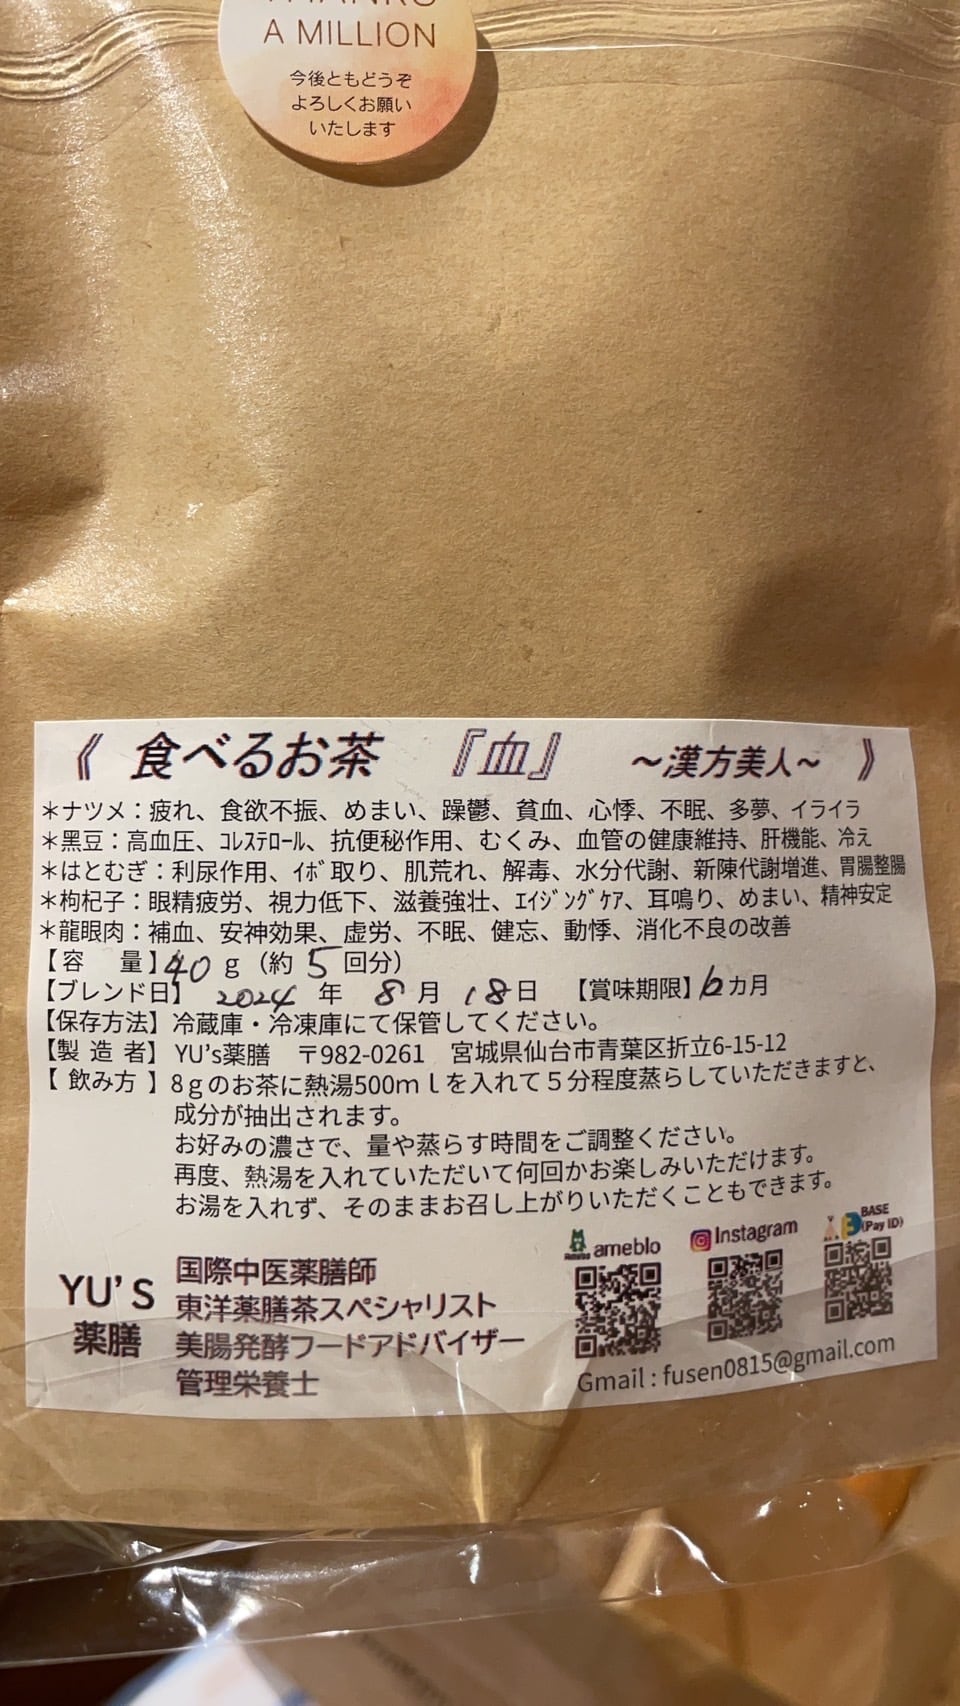 A MILLION
今後ともどうぞ
よろしくお願い
いたします
《 食べるお茶 『血』 ～漢方美人～ 》
＊ナツメ：疲れ、食欲不振、めまい、躁鬱、貧血、心悸、不眠、多夢、イライラ
＊黑豆：高血圧、ｺﾚｽﾃﾛｰﾙ、抗便秘作用、むくみ、血管の健康維持、肝機能、冷え
＊はとむぎ：利尿作用、ｲﾎﾞ取り、肌荒れ、解毒、水分代謝、新陳代謝増進、胃腸整腸
＊枸杞子：眼精疲労、視力低下、滋養強壮、ｴｲｼﾞﾝｸﾞｹｱ、耳鳴り、めまい、精神安定
＊龍眼肉：補血、安神効果、虚労、不眠、健忘、動悸、消化不良の改善
【容 量】40ｇ（約 5 回分）
【ブレンド日】 2024 年 8 月 18日 【賞味期限】6カ月
【保存方法】冷蔵庫・冷凍庫にて保管してください。
【製 造 者】 YU’s薬膳 〒982-0261 宮城県仙台市青葉区折立6-15-12
【 飲み方 】8ｇのお茶に熱湯500ｍｌを入れて５分程度蒸らしていただきますと、
成分が抽出されます。
お好みの濃さで、量や蒸らす時間をご調整ください。
再度、熱湯を入れていただいて何回かお楽しみいただけます。
お湯を入れず、そのままお召し上がりいただくこともできます。
YU’s
薬膳
国際中医薬膳師
東洋薬膳茶スペシャリスト
美腸発酵フードアドバイザー
管理栄養士
ameblo
Instagram
BASE
(Pay ID)
Gmail : fusen0815@gmail.com